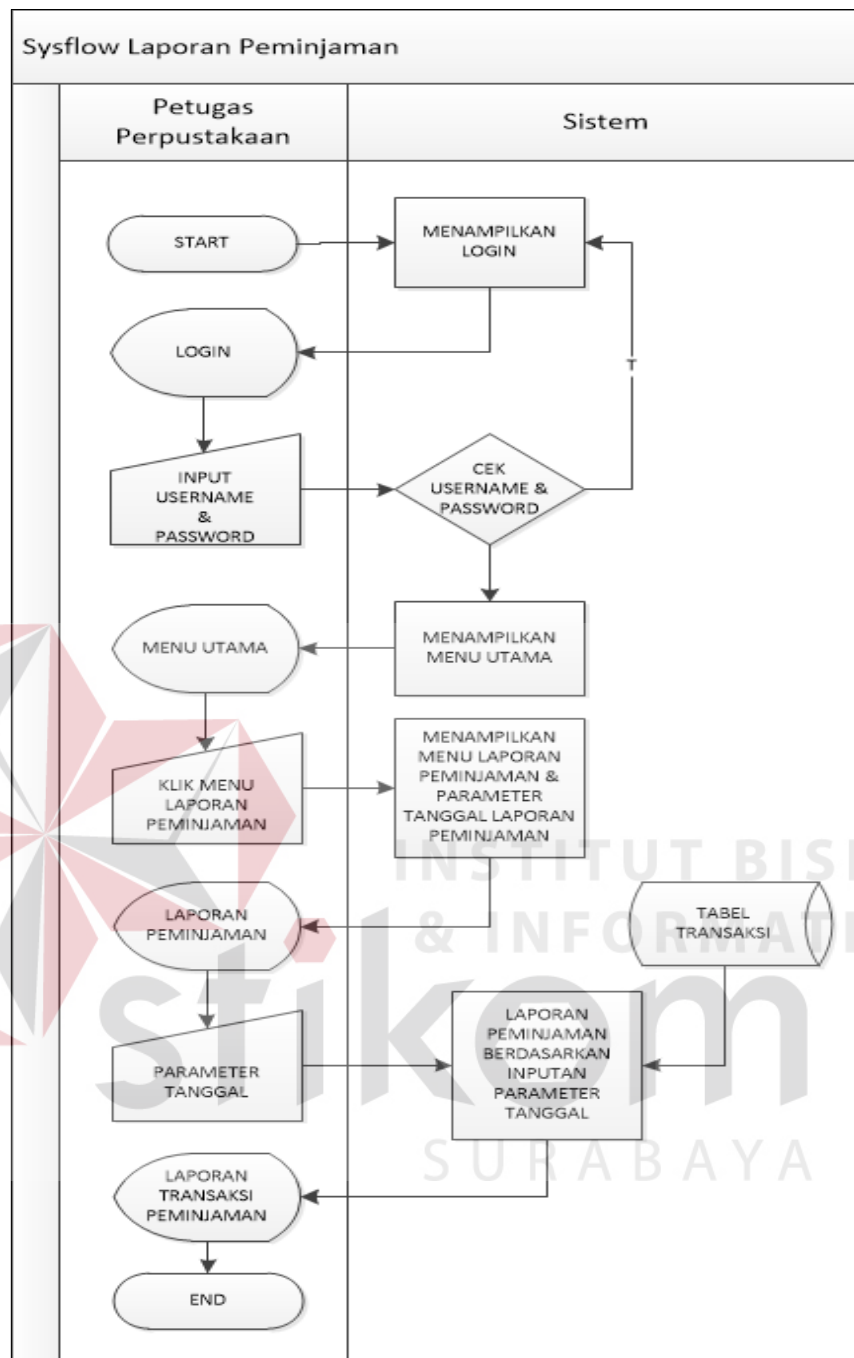 Sysflow Laporan Peminjaman
Petugas
Perpustakaan
Sistem
START
MENAMPILKAN
LOGIN
LOGIN
T
INPUT
USERNAME
&
PASSWORD
CEK
USERNAME &
PASSWORD
MENU UTAMA
MENAMPILKAN
MENU UTAMA
KLIK MENU
LAPORAN
PEMINJAMAN
MENAMPILKAN
MENU LAPORAN
PEMINJAMAN &
PARAMETER
TANGGAL LAPORAN
PEMINJAMAN
INSTITUT BISI
& INFORMATI
LAPORAN
PEMINJAMAN
TABEL
TRANSAKSI
stikom
PARAMETER
TANGGAL
LAPORAN
PEMINJAMAN
BERDASARKAN
INPUTAN
PARAMETER
TANGGAL
SURABAYA
LAPORAN
TRANSAKSI
PEMINJAMAN
END